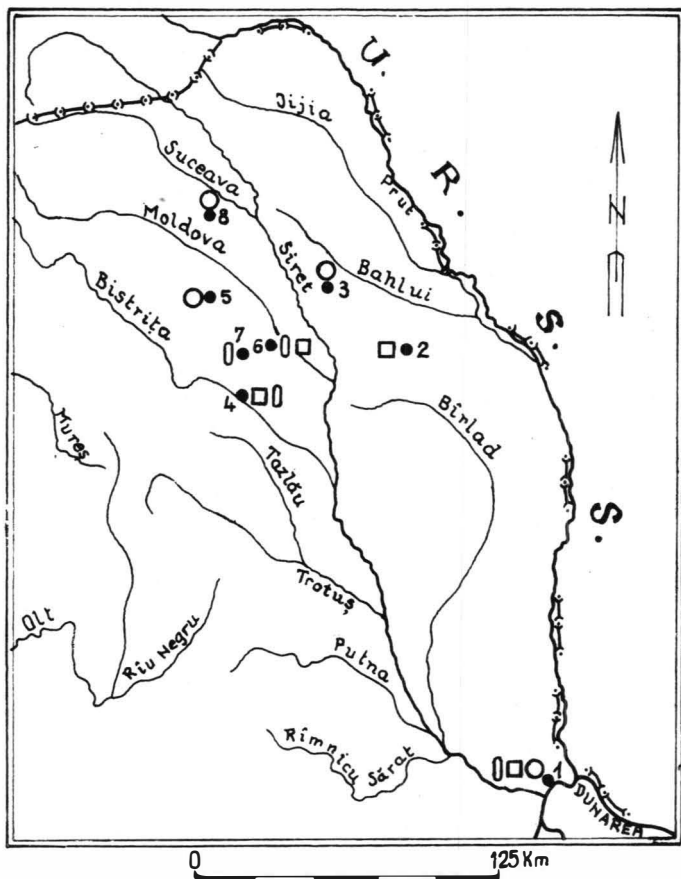 U.
R.
S.
S.
Jijia
Prut
Suceava
8
Moldova
Siret
Bahlui
3
N
Bistrița
5
7
6
2
4
Mureș
Bîrlad
Tazlău
Trotuș
Olt
Rîu Negru
Putna
Rîmnicu Sărat
1
DUNAREA
0
125 Km